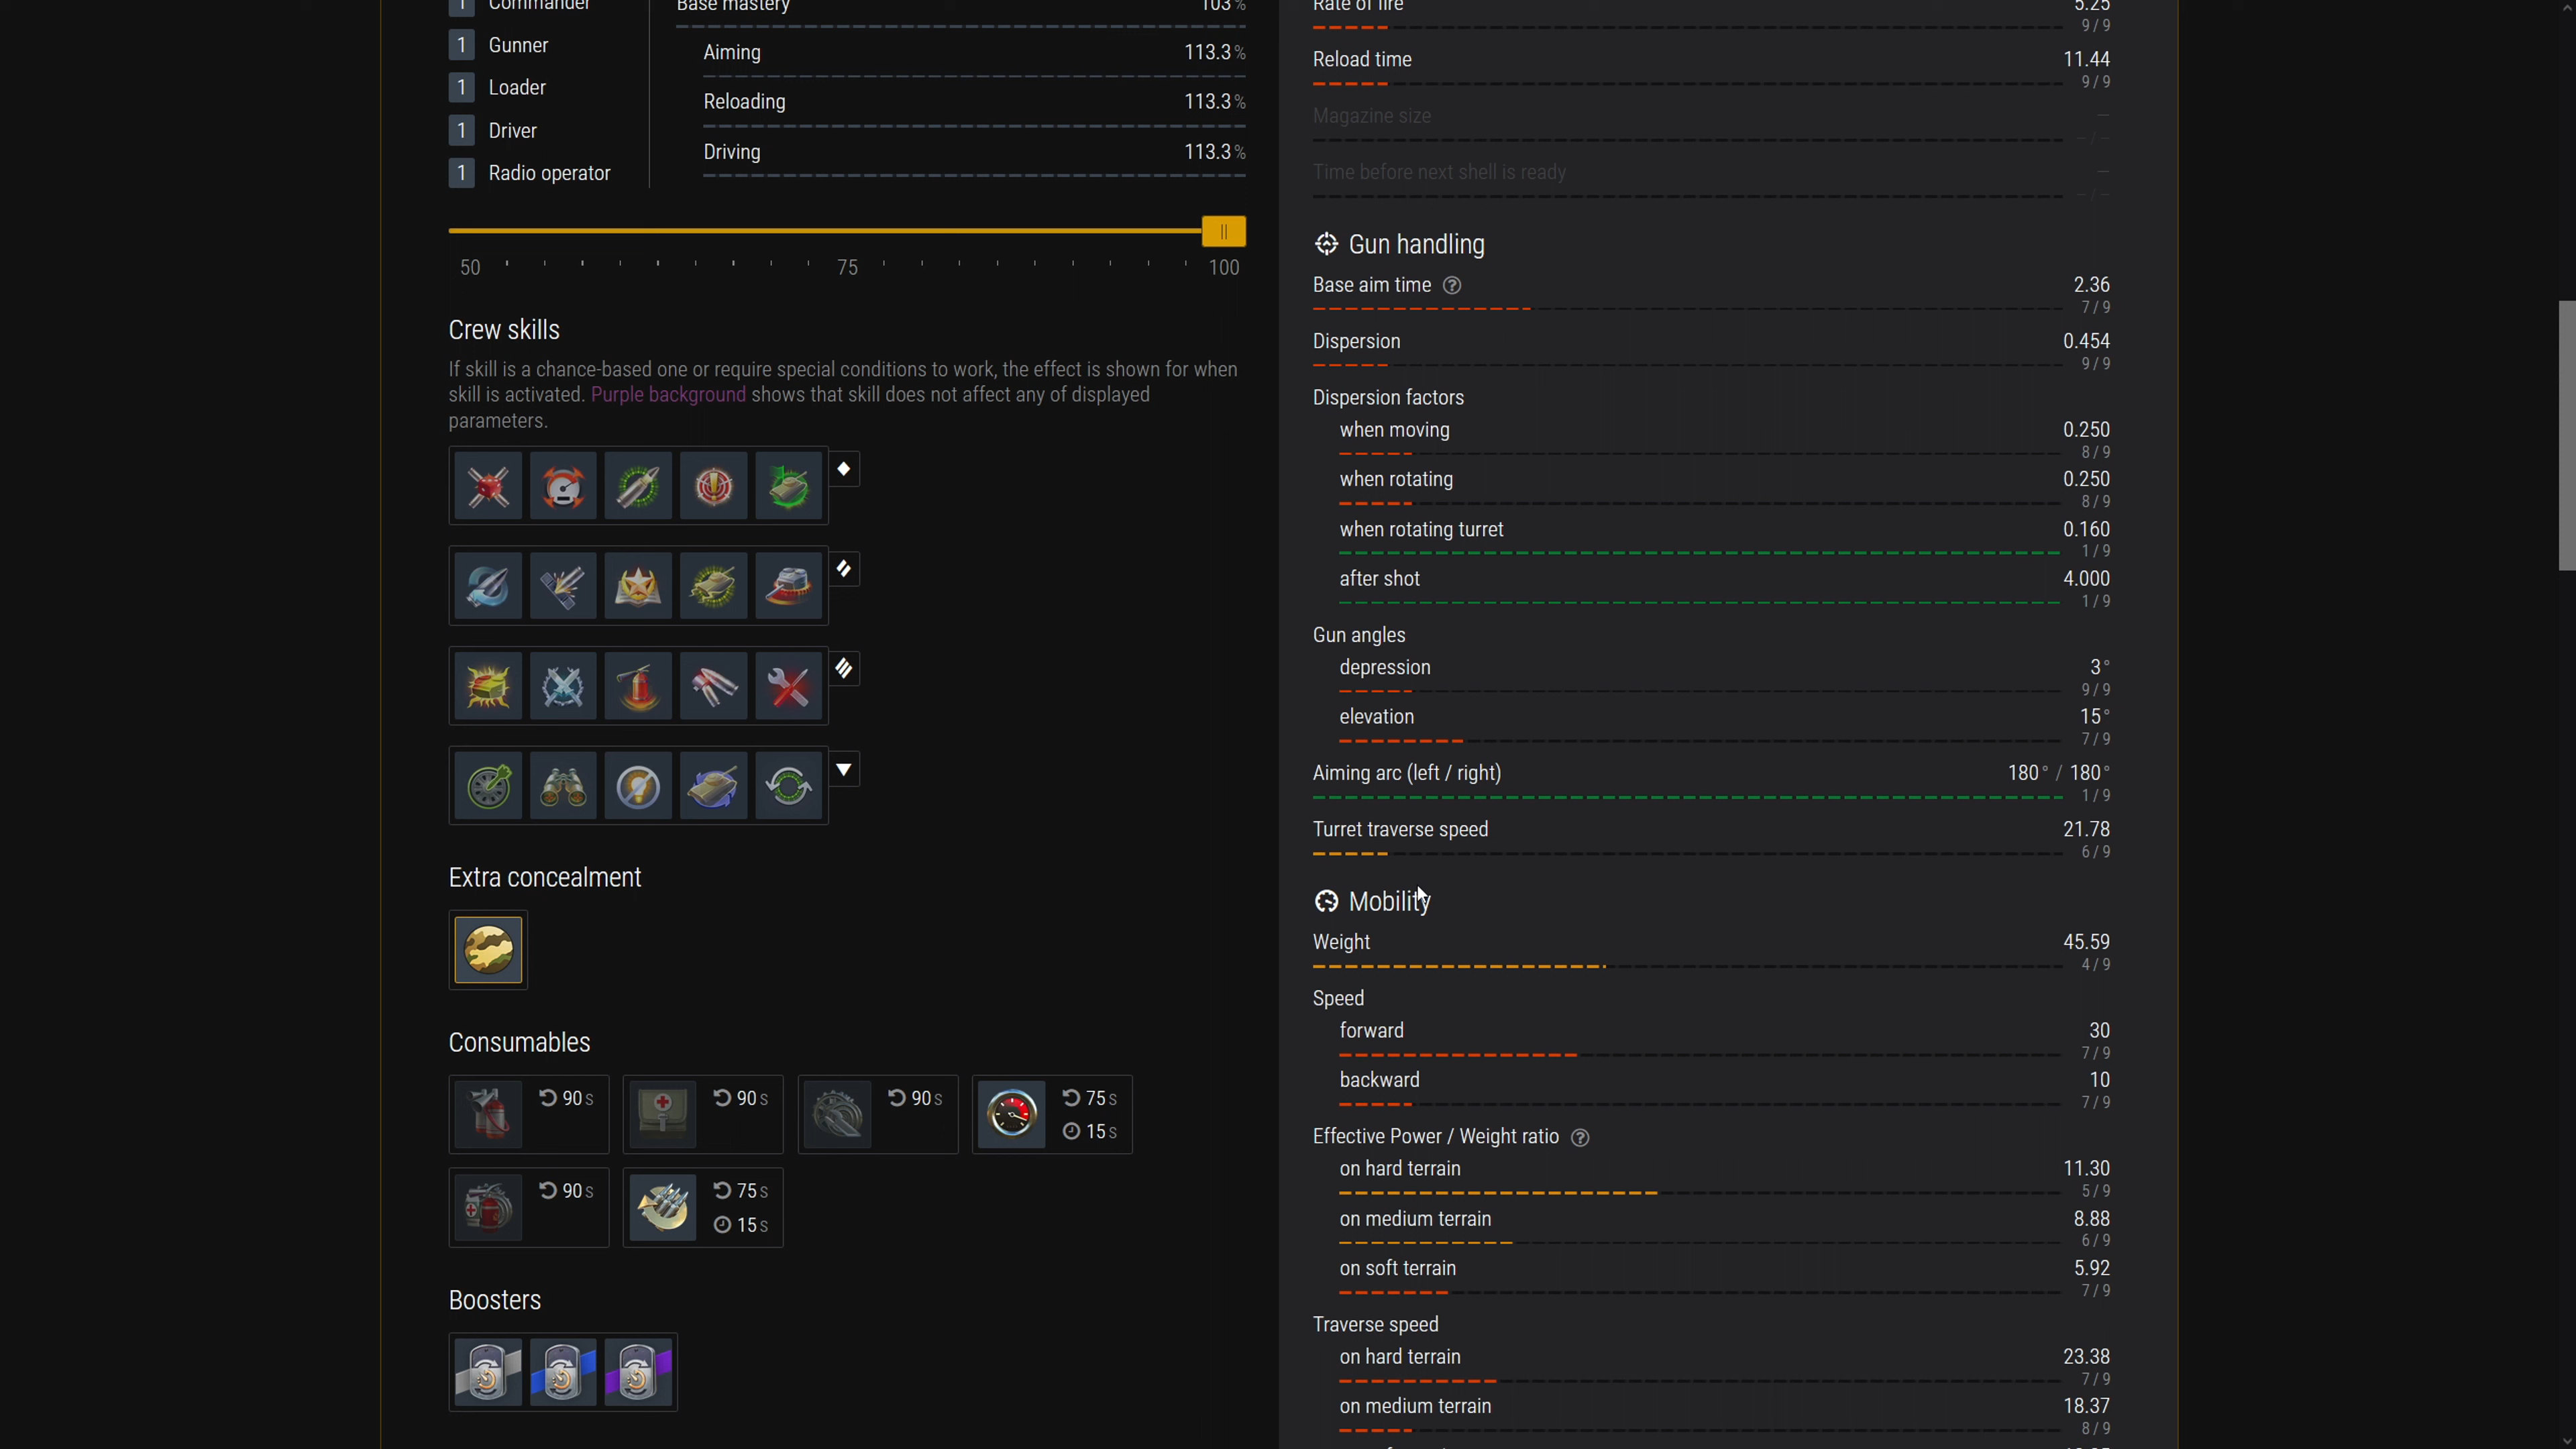 1 Commander
1 Gunner
1 Loader
1 Driver
1 Radio operator
Base mastery 103 %
Aiming 113.3 %
Reloading 113.3 %
Driving 113.3 %
50 75 100
Crew skills
If skill is a chance-based one or require special conditions to work, the effect is shown for when
skill is activated. Purple background shows that skill does not affect any of displayed
parameters.
Extra concealment
Consumables
90 s
90 s
90 s
75 s
15 s
90 s
75 s
15 s
Boosters
Rate of fire 5.25
9 / 9
Reload time 11.44
9 / 9
Magazine size —
– / –
Time before next shell is ready —
– / –
Gun handling
Base aim time ? 2.36
7 / 9
Dispersion 0.454
9 / 9
Dispersion factors
when moving 0.250
8 / 9
when rotating 0.250
8 / 9
when rotating turret 0.160
1 / 9
after shot 4.000
1 / 9
Gun angles
depression 3 °
9 / 9
elevation 15 °
7 / 9
Aiming arc (left / right) 180 ° / 180 °
1 / 9
Turret traverse speed 21.78
6 / 9
Mobility
Weight 45.59
4 / 9
Speed
forward 30
7 / 9
backward 10
7 / 9
Effective Power / Weight ratio ?
on hard terrain 11.30
5 / 9
on medium terrain 8.88
6 / 9
on soft terrain 5.92
7 / 9
Traverse speed
on hard terrain 23.38
7 / 9
on medium terrain 18.37
8 / 9